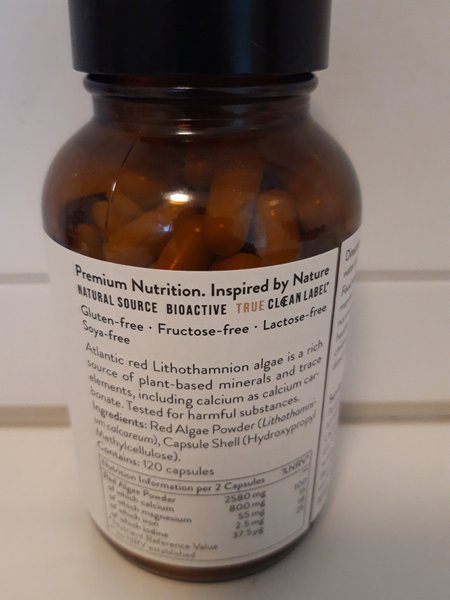 Premium Nutrition. Inspired by Nature
NATURAL SOURCE BIOACTIVE TRUE CLEAN LABEL*
Gluten-free · Fructose-free · Lactose-free
Soya-free
Atlantic red Lithothamnion algae is a rich
source of plant-based minerals and trace
elements, including calcium as calcium car-
bonate. Tested for harmful substances.
Ingredients: Red Algae Powder (Lithothamni-
um calcareum), Capsule Shell (Hydroxypropyl
Methylcellulose).
Contains: 120 capsules
Nutrition Information per 2 Capsules %NRV*
Red Algae Powder 2580 mg
of which calcium 800 mg 100
of which magnesium 55 mg
of which iron 2.5 mg
of which iodine 37.5 µg
Nutrient Reference Value
NRV established